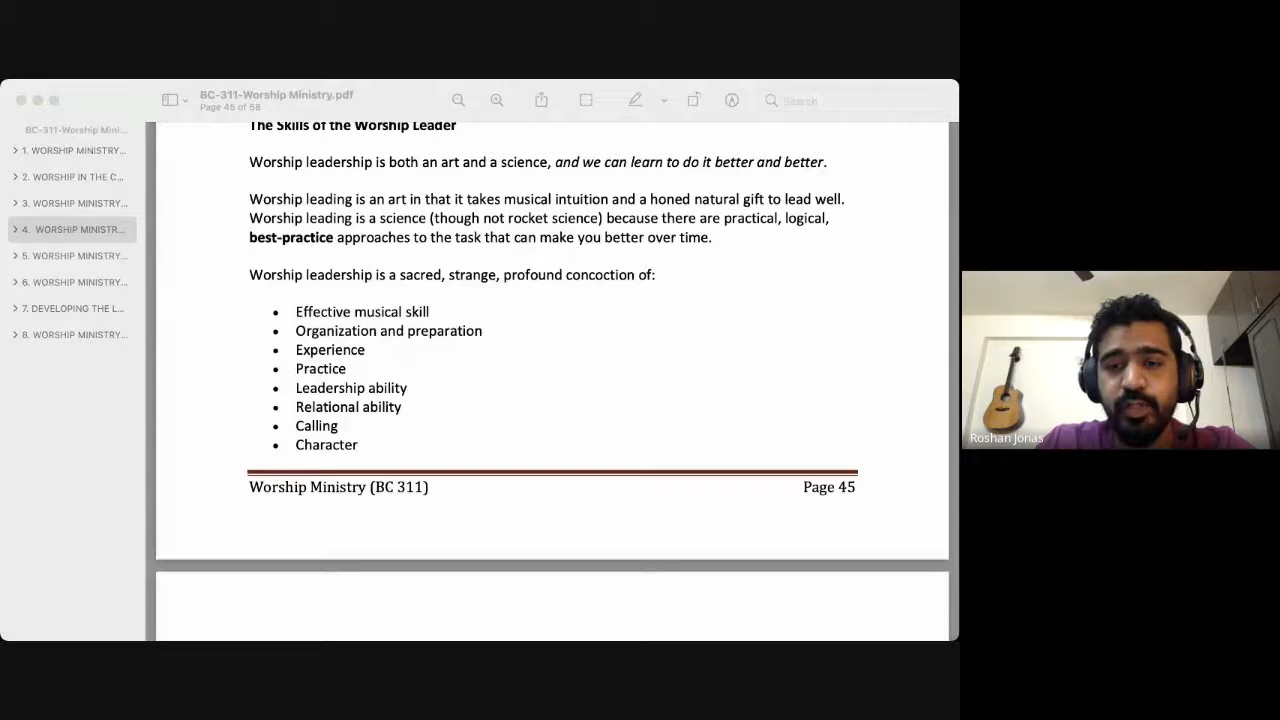 BC-311-Worship Ministry.pdf
Page 45 of 68
Search
BC-311-Worship Mini...
1. WORSHIP MINISTRY...
2. WORSHIP IN THE C...
3. WORSHIP MINISTRY...
4. WORSHIP MINISTR...
5. WORSHIP MINISTRY...
6. WORSHIP MINISTRY...
7. DEVELOPING THE L...
8. WORSHIP MINISTRY...
The Skills of the Worship Leader
Worship leadership is both an art and a science, and we can learn to do it better and better.
Worship leading is an art in that it takes musical intuition and a honed natural gift to lead well.
Worship leading is a science (though not rocket science) because there are practical, logical,
best-practice approaches to the task that can make you better over time.
Worship leadership is a sacred, strange, profound concoction of:
• Effective musical skill
• Organization and preparation
• Experience
• Practice
• Leadership ability
• Relational ability
• Calling
• Character
Worship Ministry (BC 311) Page 45
Roshan Jonas